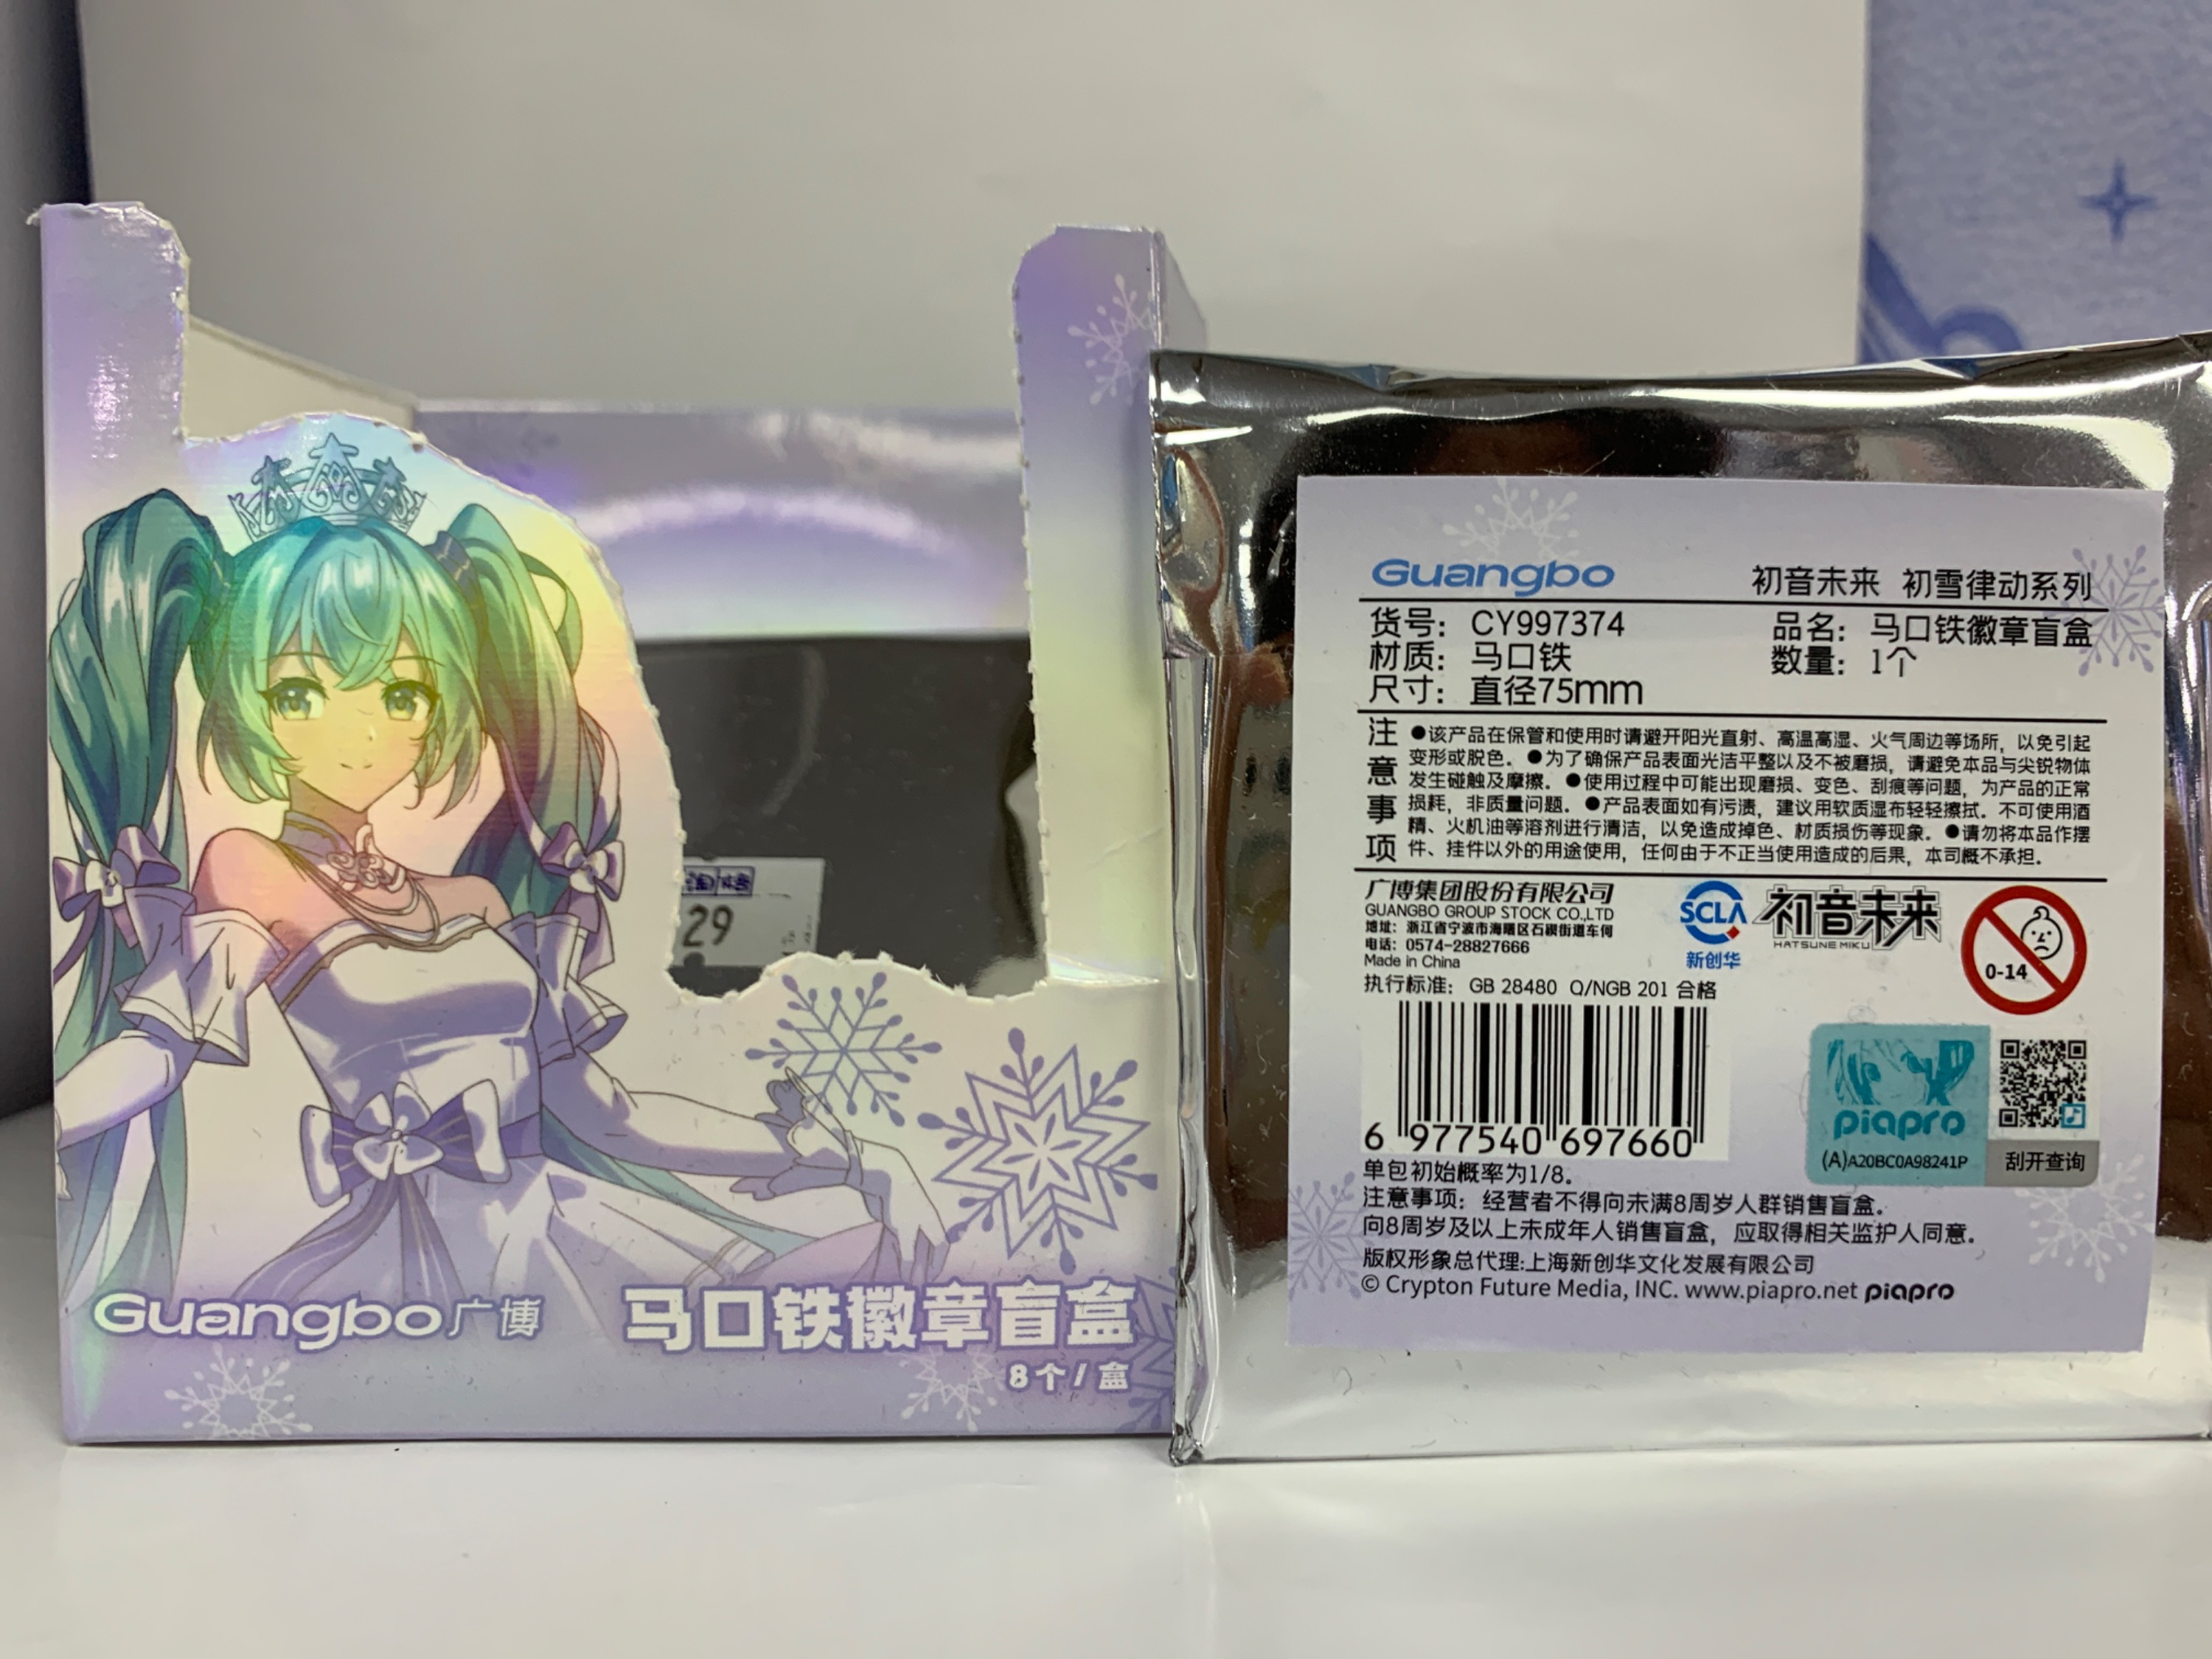 29
Guangbo广博
马口铁徽章盲盒
8个/盒
Guangbo
初音未来 初雪律动系列
货号: CY997374
品名: 马口铁徽章盲盒
材质: 马口铁
数量: 1个
尺寸: 直径75mm
注意事项
●该产品在保管和使用时请避开阳光直射、高温高湿、火气周边等场所, 以免引起
变形或脱色。●为了确保产品表面光洁平整以及不被磨损, 请避免本品与尖锐物体
发生碰触及摩擦。●使用过程中可能出现磨损、变色、刮痕等问题, 为产品的正常
损耗, 非质量问题。●产品表面如有污渍, 建议用软质湿布轻轻擦拭。不可使用酒
精、火机油等溶剂进行清洁, 以免造成掉色、材质损伤等现象。●请勿将本品作摆
件、挂件以外的用途使用, 任何由于不正当使用造成的后果, 本司概不承担.
广博集团股份有限公司
GUANGBO GROUP STOCK CO.,LTD
地址: 浙江省宁波市海曙区石碶街道车何
电话: 0574-28827666
Made in China
SCLA
新创华
初音未来
HATSUNE MIKU
0-14
执行标准: GB 28480 Q/NGB 201 合格
6 977540 697660
piapro
(A)A20BC0A98241P
刮开查询
单包初始概率为1/8.
注意事项: 经营者不得向未满8周岁人群销售盲盒.
向8周岁及以上未成年人销售盲盒, 应取得相关监护人同意.
版权形象总代理:上海新创华文化发展有限公司
© Crypton Future Media, INC. www.piapro.net piapro